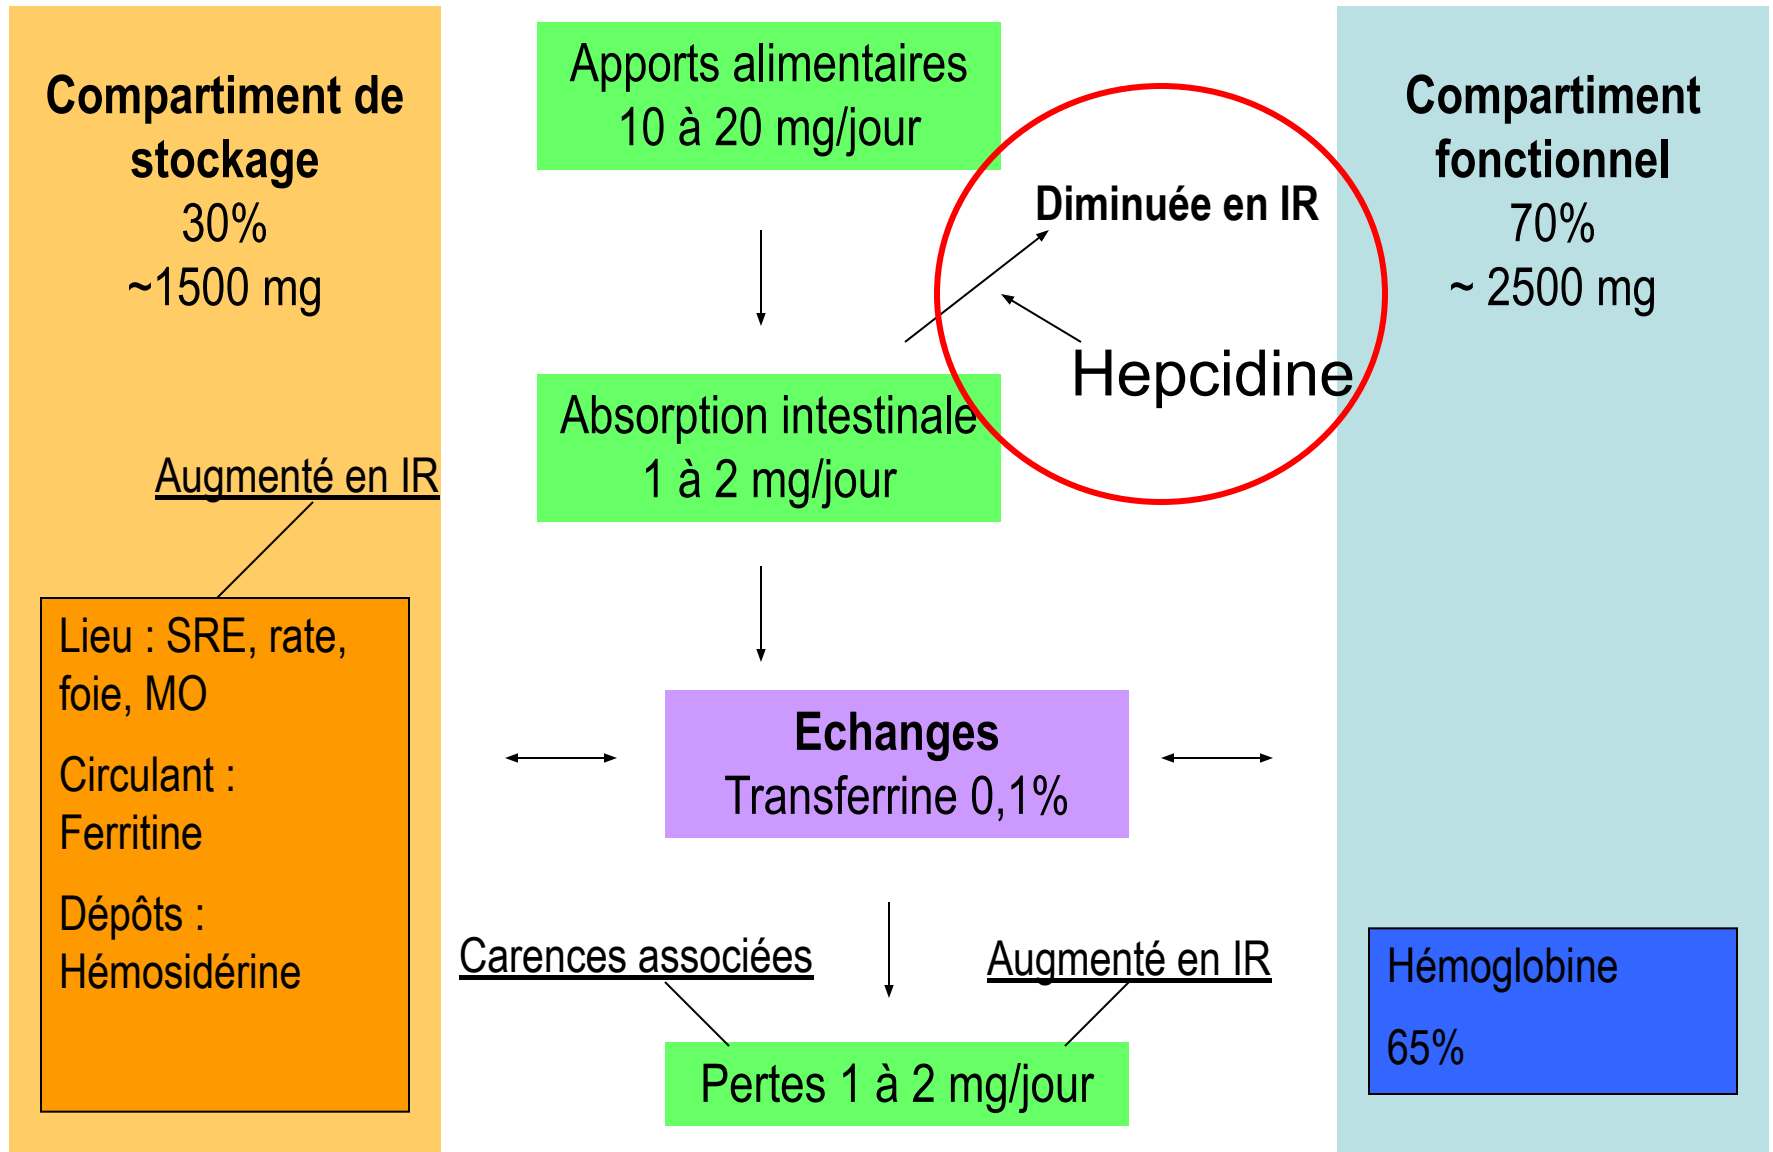 Compartiment de
stockage
30%
~1500 mg
Augmenté en IR
Lieu : SRE, rate,
foie, MO
Circulant :
Ferritine
Dépôts :
Hémosidérine
Apports alimentaires
10 à 20 mg/jour
Diminuée en IR
Hepcidine
Absorption intestinale
1 à 2 mg/jour
Echanges
Transferrine 0,1%
Carences associées
Augmenté en IR
Pertes 1 à 2 mg/jour
Compartiment
fonctionnel
70%
~ 2500 mg
Hémoglobine
65%